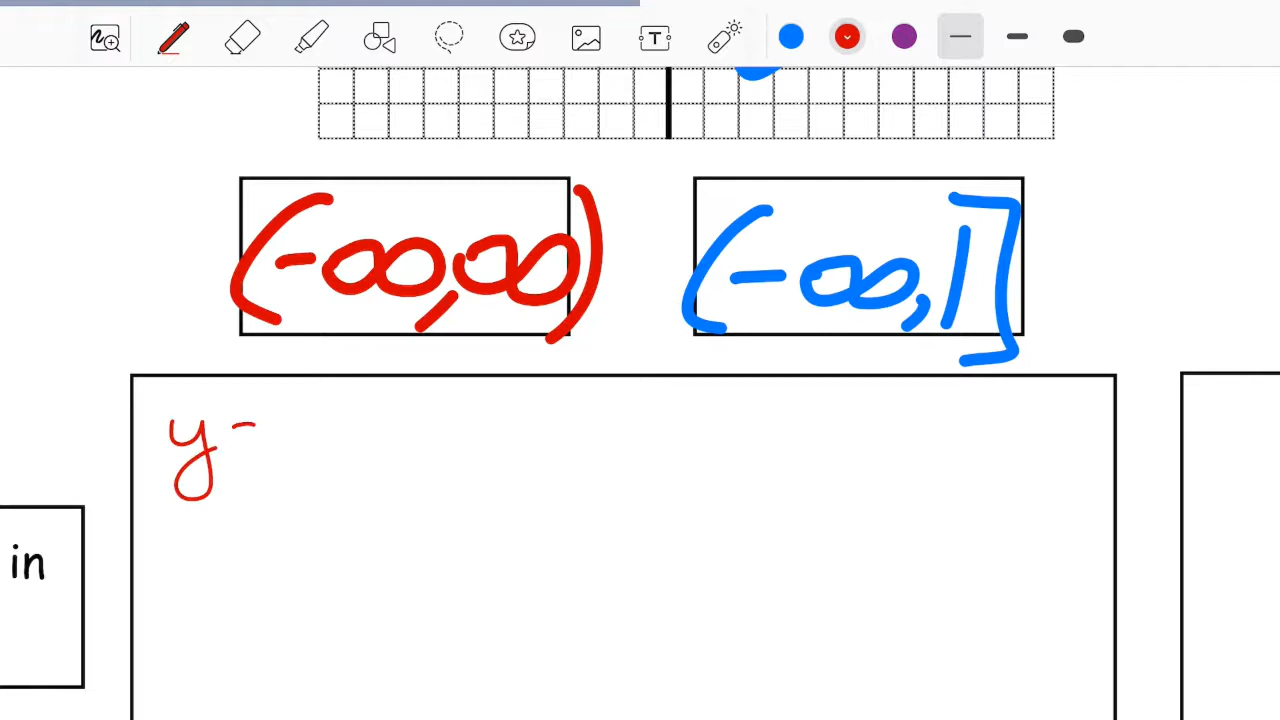 (-∞,∞) (-∞,1]
y-
in